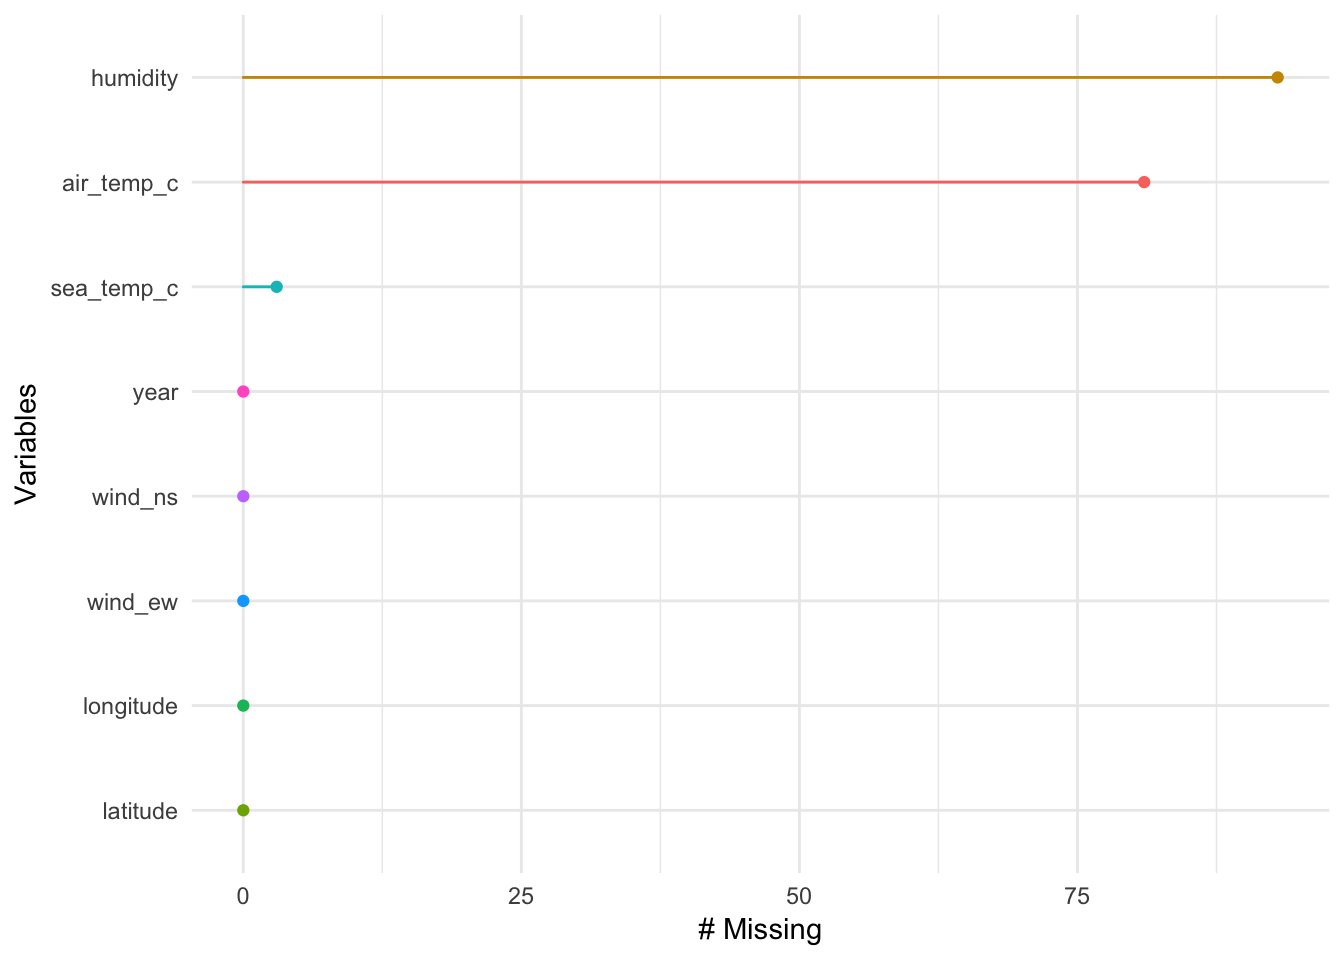 humidity
air_temp_c
sea_temp_c
year
wind_ns
wind_ew
longitude
latitude
Variables
0 25 50 75
# Missing